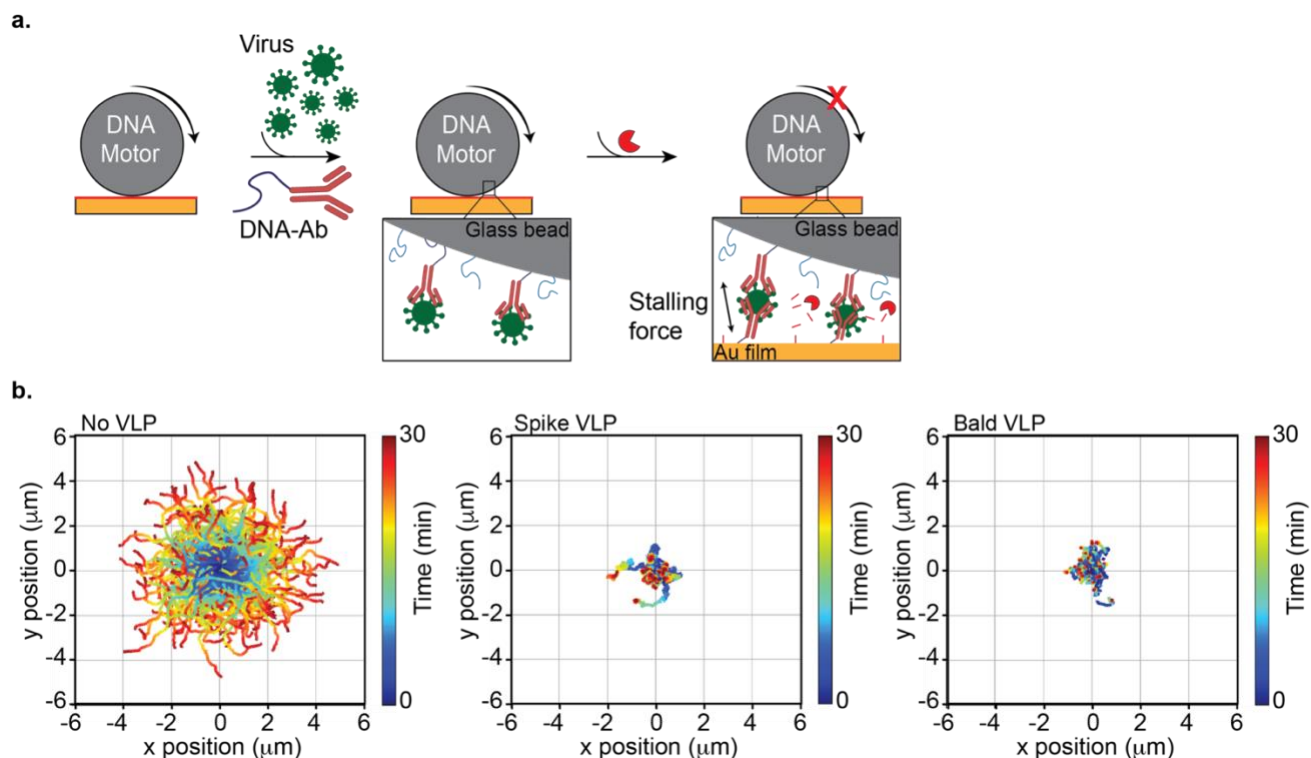 a.
Virus
DNA
Motor
DNA-Ab
DNA
Motor
Glass bead
DNA
Motor
X
Glass bead
Stalling
force
Au film
b.
No VLP
6
4
2
0
-2
-4
-6
-6 -4 -2 0 2 4 6
x position (μm)
y position (μm)
30
0
Time (min)
Spike VLP
6
4
2
0
-2
-4
-6
-6 -4 -2 0 2 4 6
x position (μm)
y position (μm)
30
0
Time (min)
Bald VLP
6
4
2
0
-2
-4
-6
-6 -4 -2 0 2 4 6
x position (μm)
y position (μm)
30
0
Time (min)